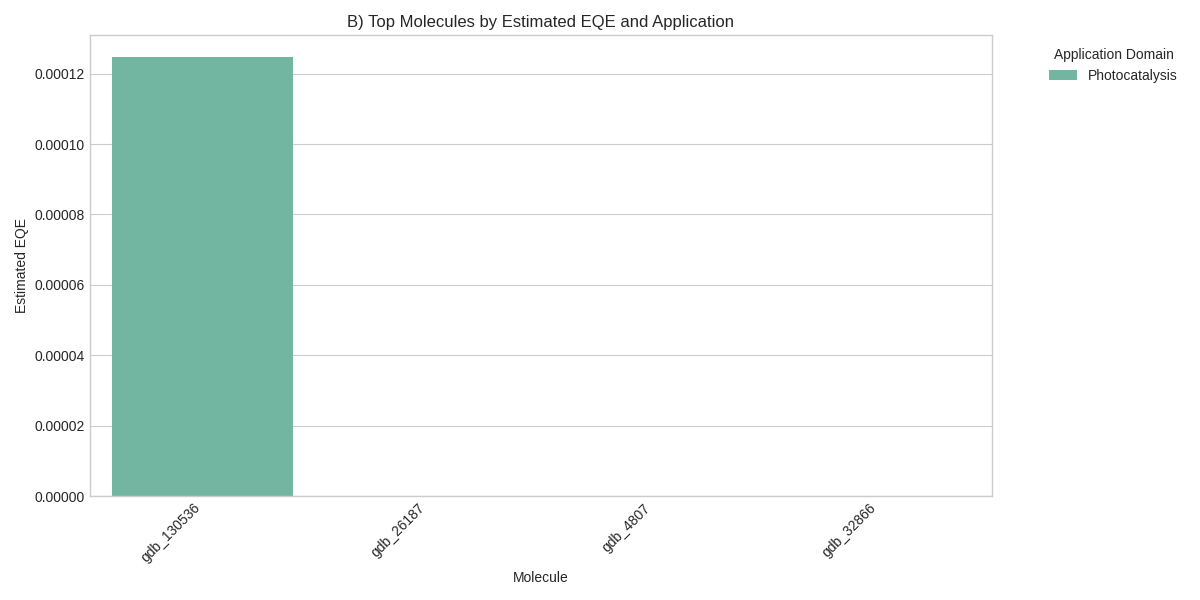 B) Top Molecules by Estimated EQE and Application
Application Domain
Photocatalysis
Estimated EQE
0.00012
0.00010
0.00008
0.00006
0.00004
0.00002
0.00000
gdb_130536
gdb_26187
gdb_4807
gdb_32866
Molecule